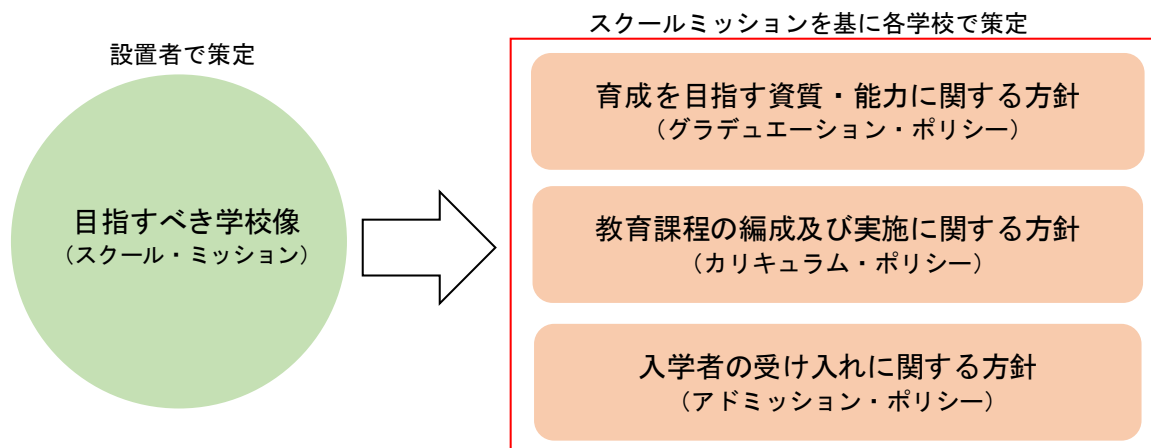 設置者で策定
目指すべき学校像
（スクール・ミッション）
スクールミッションを基に各学校で策定
育成を目指す資質・能力に関する方針
（グラデュエーション・ポリシー）
教育課程の編成及び実施に関する方針
（カリキュラム・ポリシー）
入学者の受け入れに関する方針
（アドミッション・ポリシー）